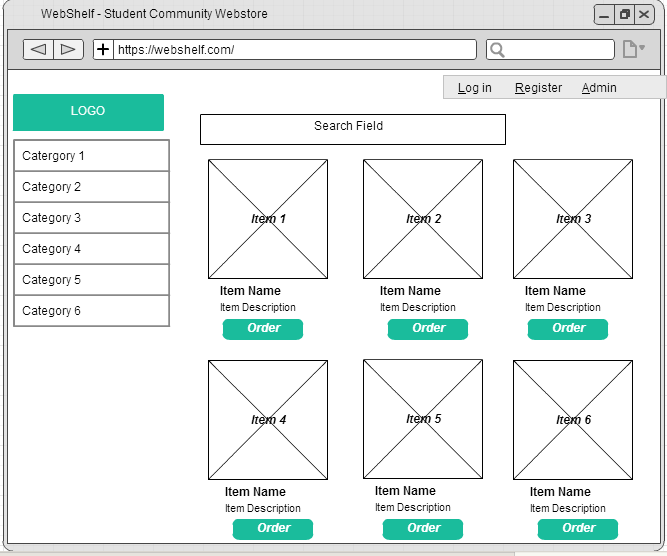 WebShelf - Student Community Webstore
https://webshelf.com/
Log in Register Admin
LOGO
Search Field
Catergory 1
Category 2
Category 3
Category 4
Category 5
Category 6
Item 1 Item 2 Item 3
Item Name Item Name Item Name
Item Description Item Description Item Description
Order Order Order
Item 4 Item 5 Item 6
Item Name Item Name Item Name
Item Description Item Description Item Description
Order Order Order